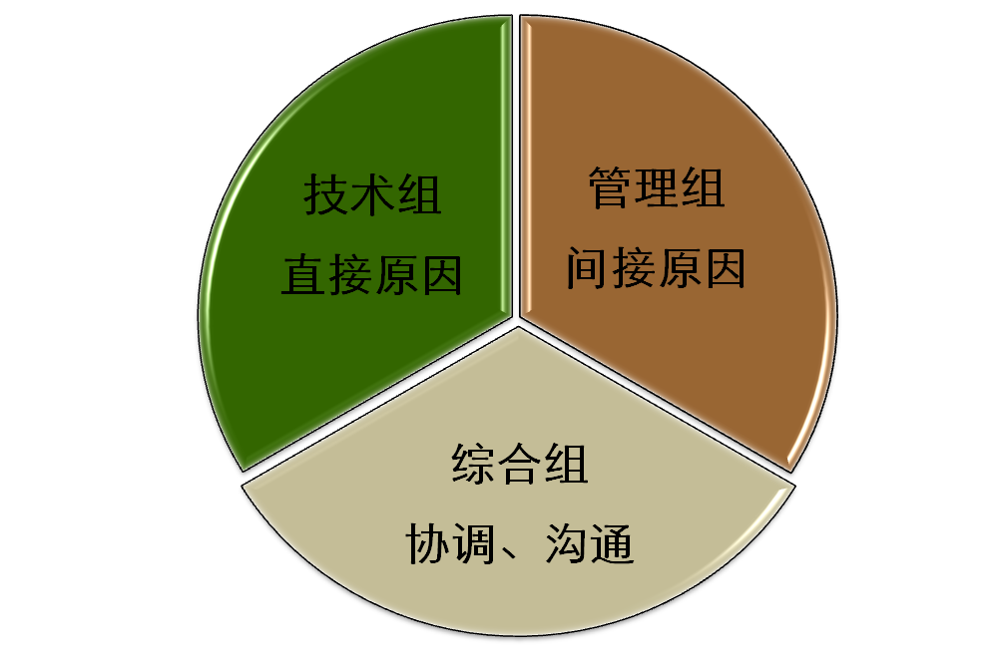 技术组
直接原因
管理组
间接原因
综合组
协调、沟通